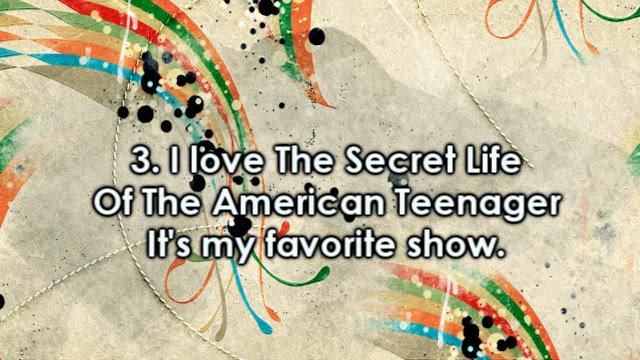 3. I love The Secret Life
Of The American Teenager
It's my favorite show.